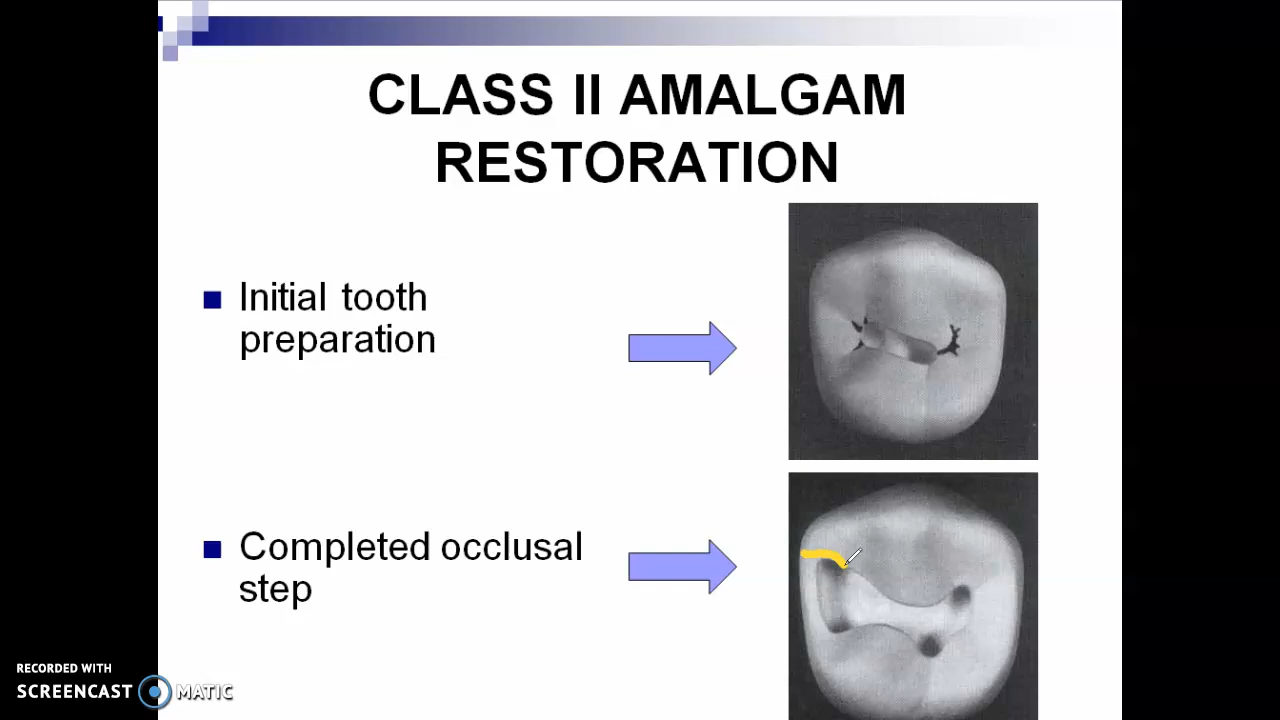 CLASS II AMALGAM
RESTORATION
Initial tooth
preparation
Completed occlusal
step
RECORDED WITH
SCREENCAST MATIC